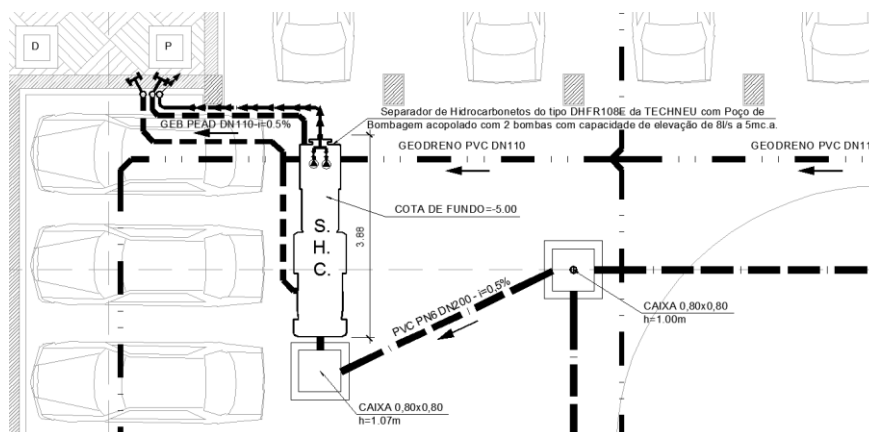 D
P
Separador de Hidrocarbonetos do tipo DHFR108E da TECHNEU com Poço de
Bombagem acopolado com 2 bombas com capacidade de elevação de 8l/s a 5mc.a.
GEB PEAD DN110-i=0.5%
GEODRENO PVC DN110
GEODRENO PVC DN11
COTA DE FUNDO=-5.00
S.
H.
C.
3.88
PVC PN6 DN200 - i=0,5%
CAIXA 0,80x0,80
h=1.00m
CAIXA 0,80x0,80
h=1.07m